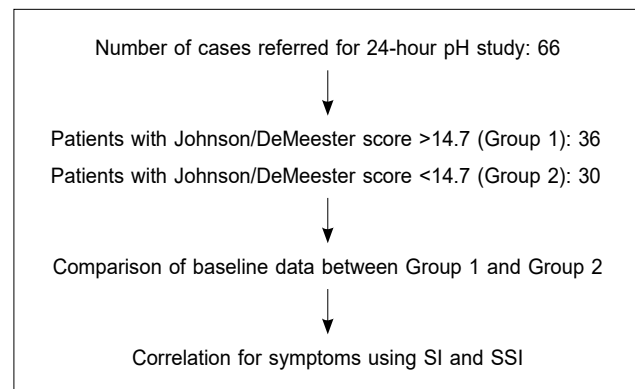 Number of cases referred for 24-hour pH study: 66
Patients with Johnson/DeMeester score >14.7 (Group 1): 36
Patients with Johnson/DeMeester score <14.7 (Group 2): 30
Comparison of baseline data between Group 1 and Group 2
Correlation for symptoms using SI and SSI